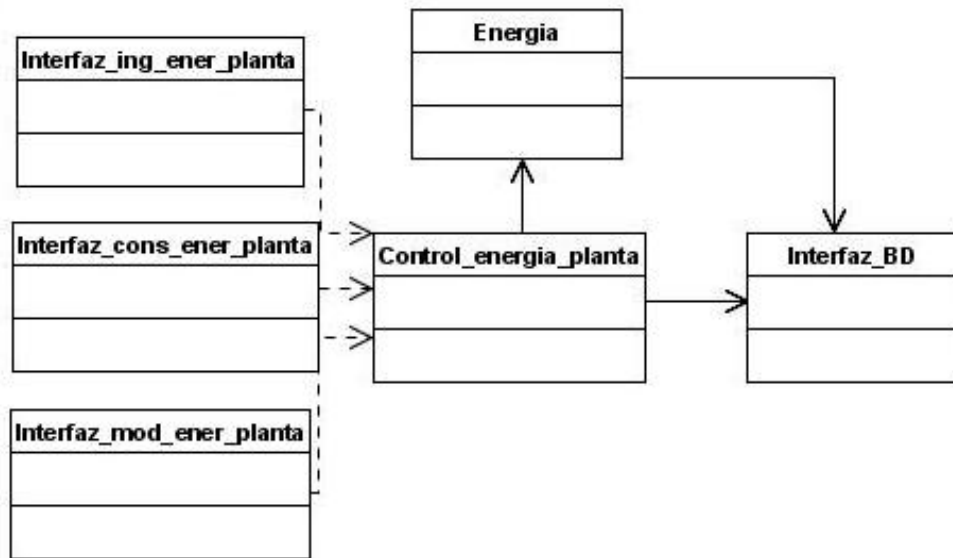 Energia
Interfaz_ing_ener_planta
Interfaz_cons_ener_planta
Control_energia_planta
Interfaz_BD
Interfaz_mod_ener_planta